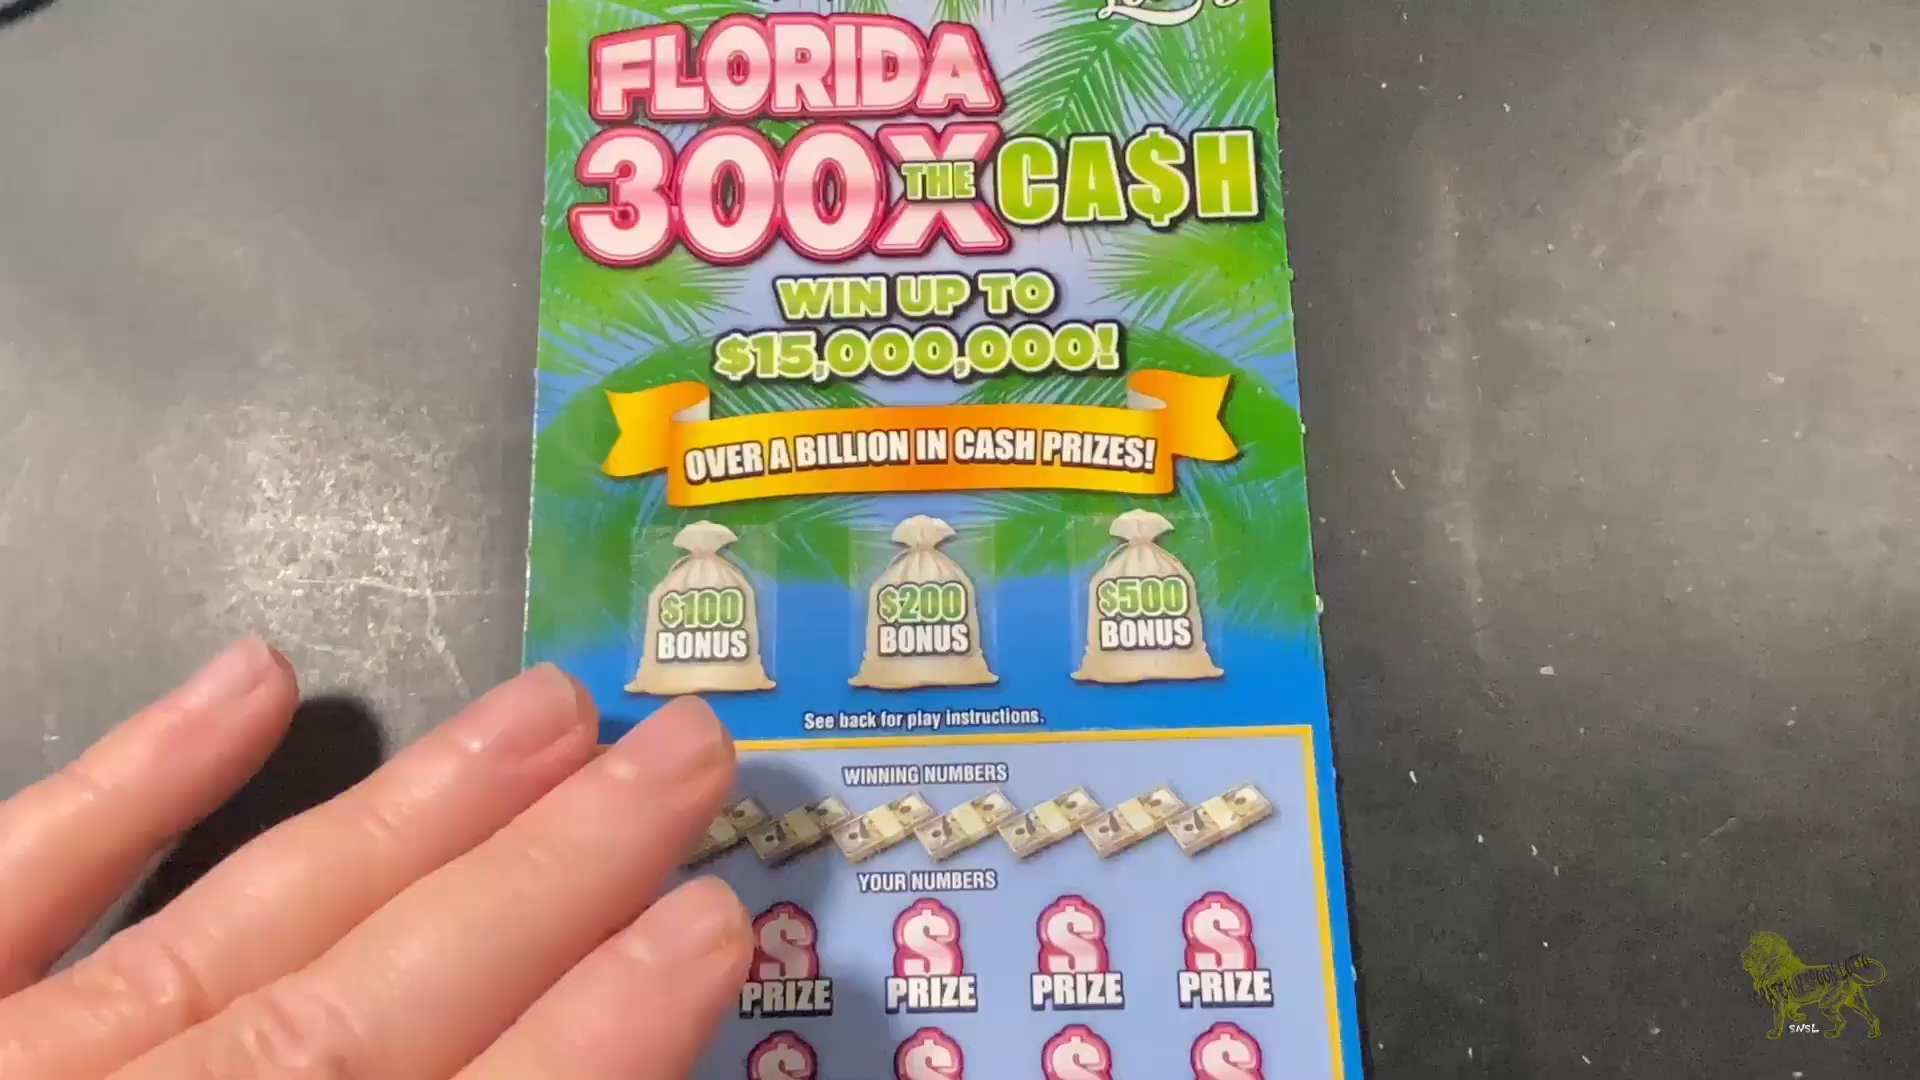 FLORIDA
300X THE CA$H
WIN UP TO
$15,000,000!
OVER A BILLION IN CASH PRIZES!
$100 BONUS
$200 BONUS
$500 BONUS
See back for play instructions.
WINNING NUMBERS
YOUR NUMBERS
$ $ $ $
PRIZE PRIZE PRIZE PRIZE
$ $ $ $
SNSL